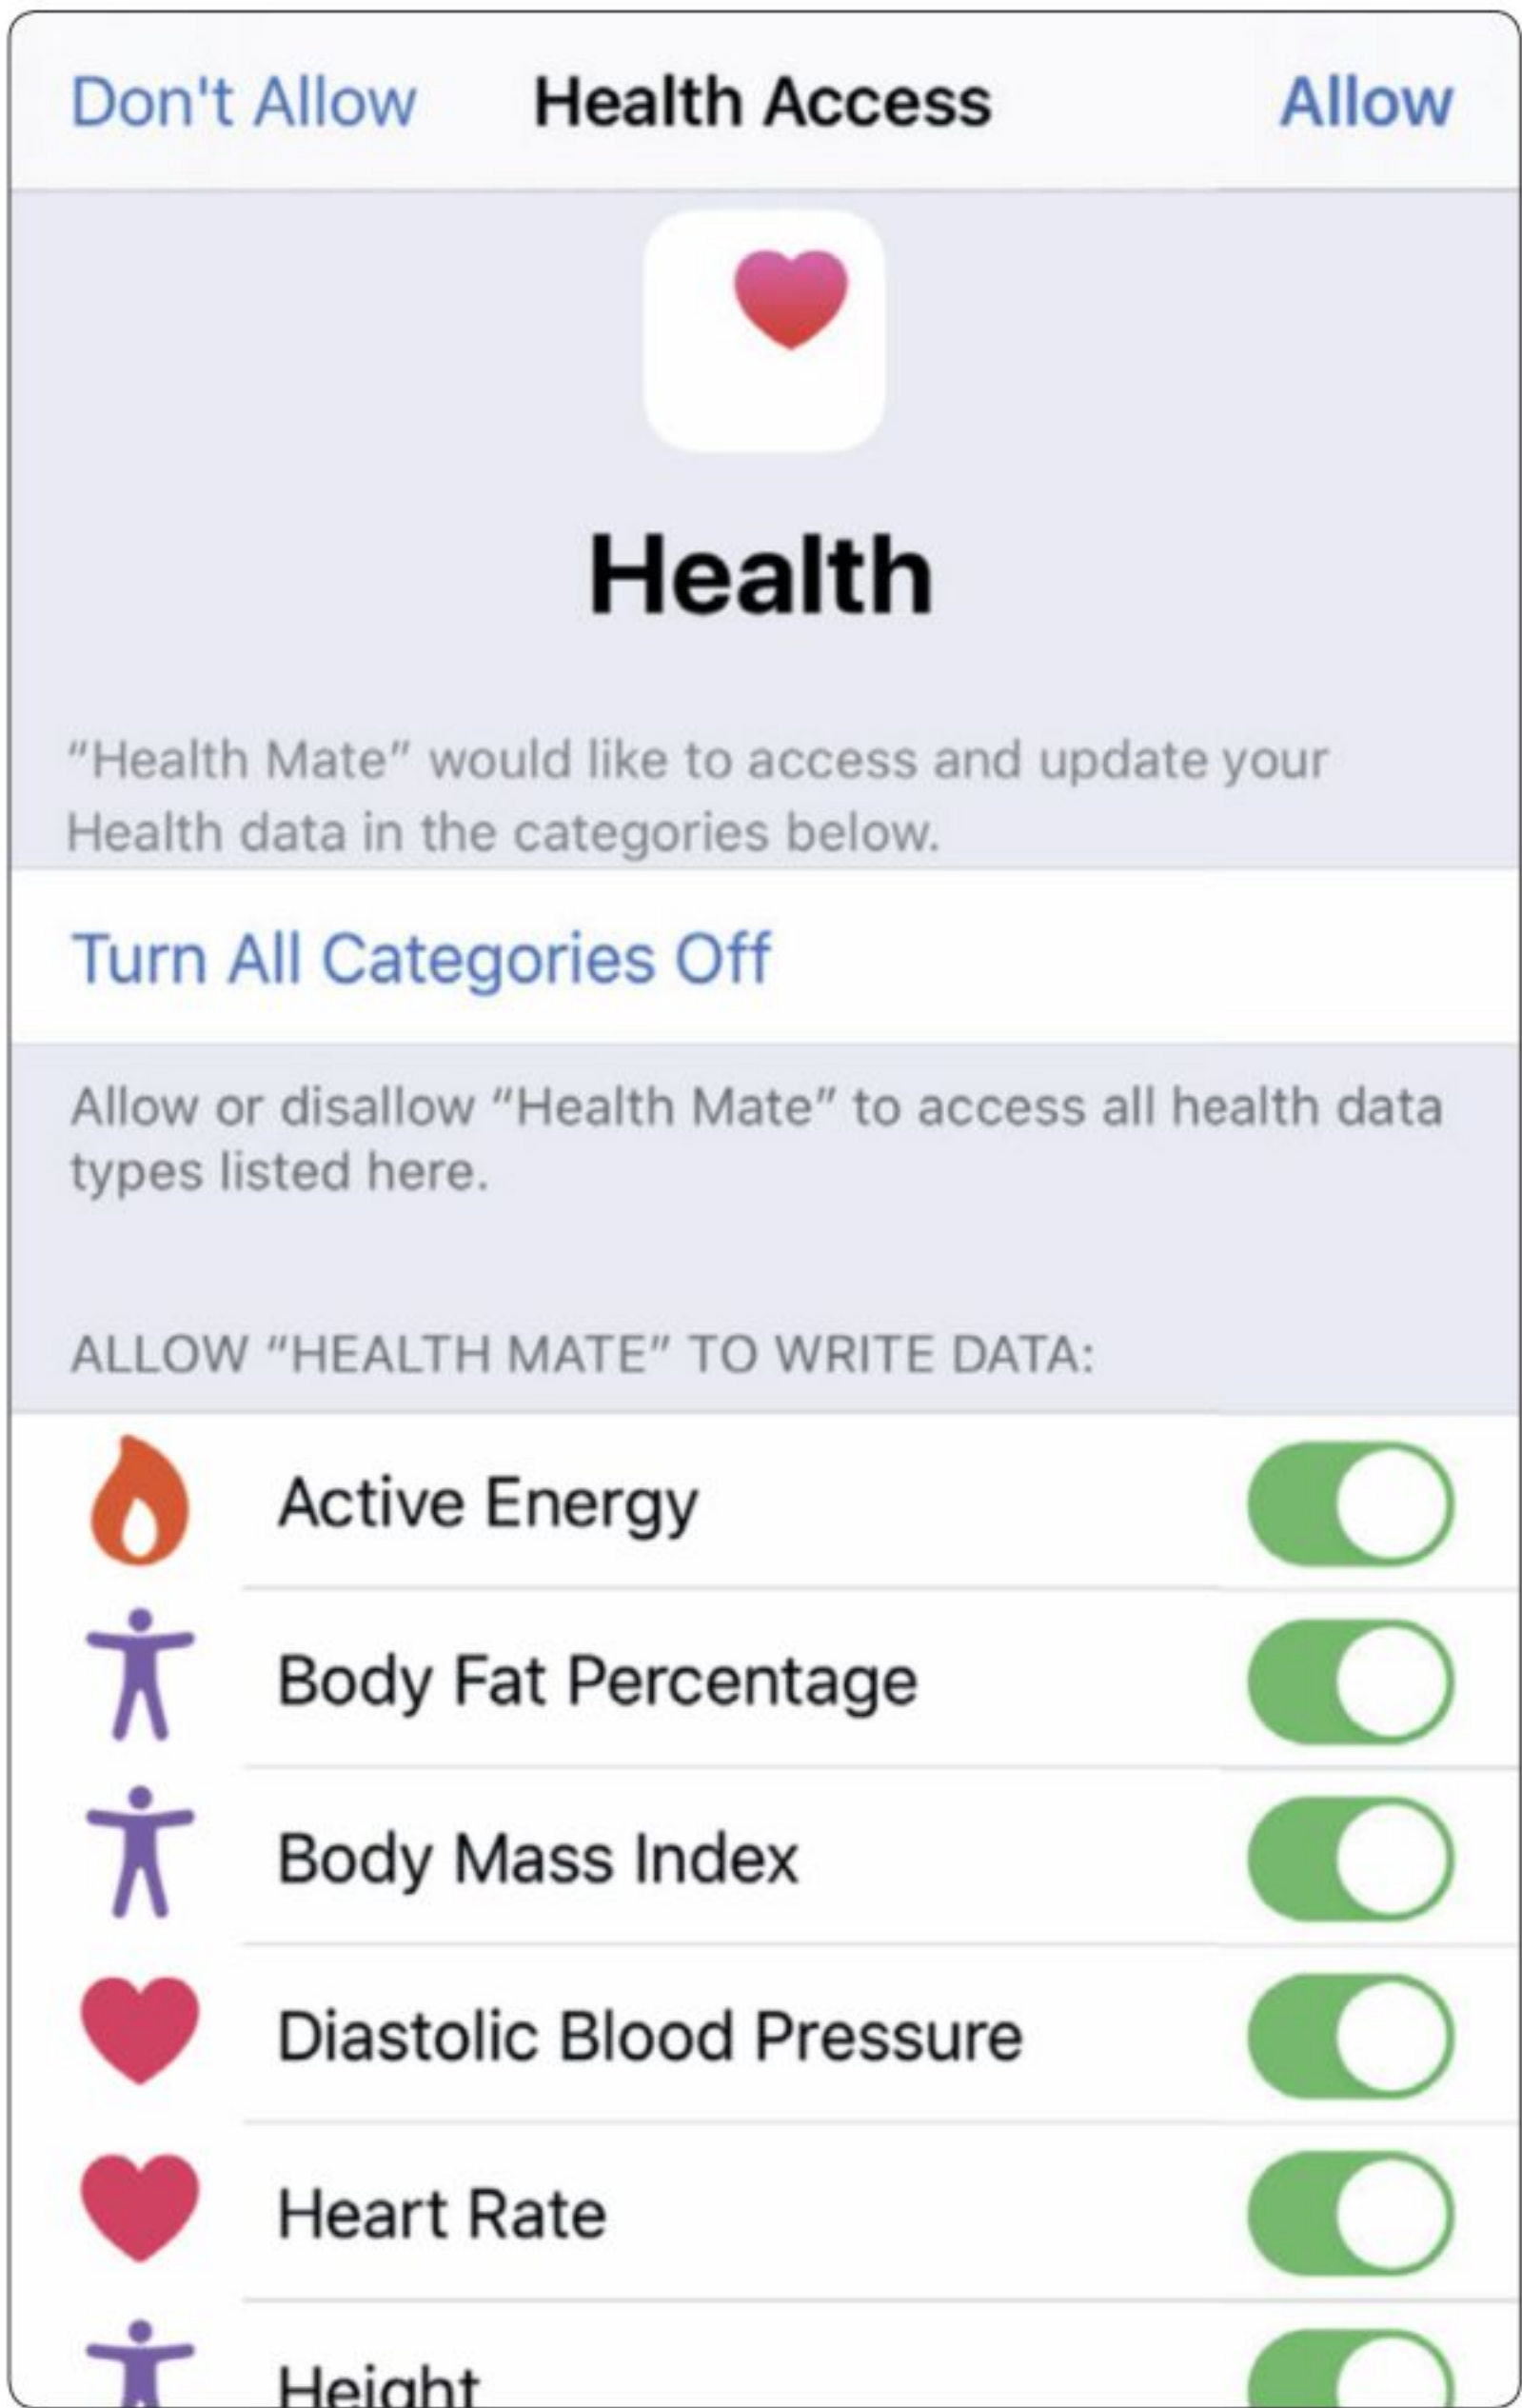 Don't Allow Health Access Allow
Health
“Health Mate” would like to access and update your
Health data in the categories below.
Turn All Categories Off
Allow or disallow “Health Mate” to access all health data
types listed here.
ALLOW “HEALTH MATE” TO WRITE DATA:
Active Energy
Body Fat Percentage
Body Mass Index
Diastolic Blood Pressure
Heart Rate
Height